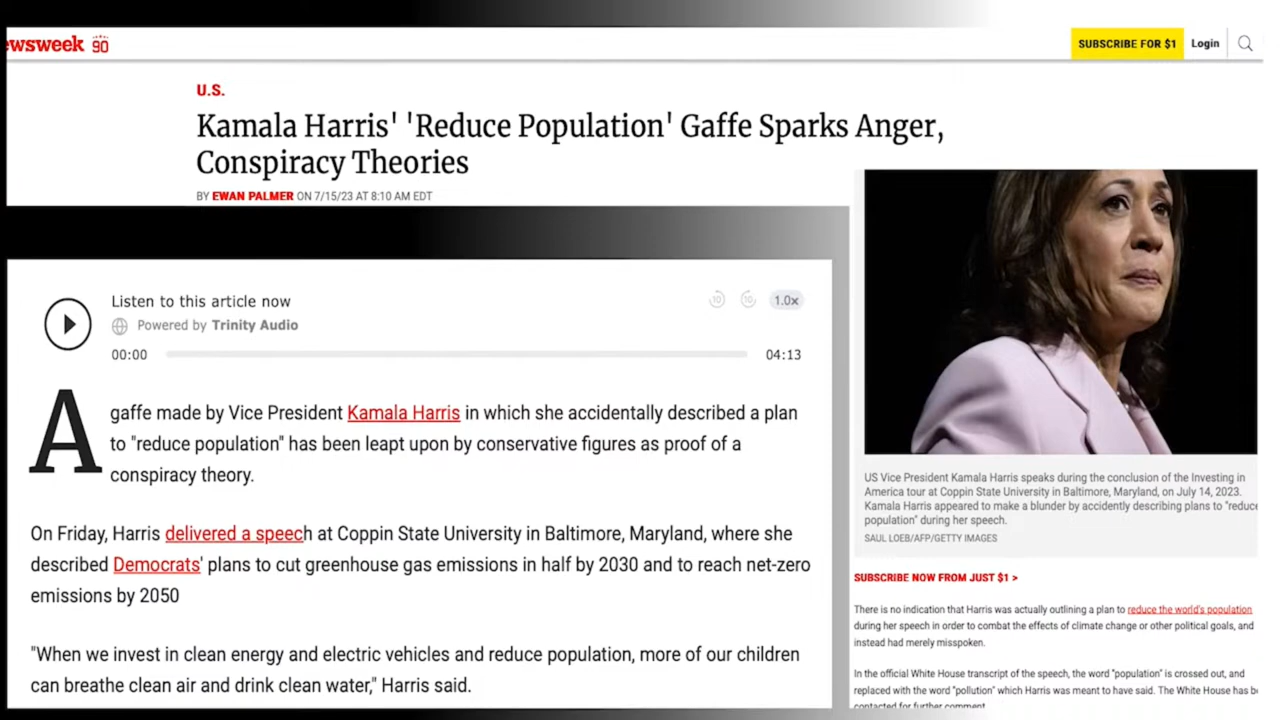 ewsweek 90
SUBSCRIBE FOR $1 Login
U.S.
Kamala Harris' 'Reduce Population' Gaffe Sparks Anger,
Conspiracy Theories
BY EWAN PALMER ON 7/15/23 AT 8:10 AM EDT
Listen to this article now
10 10 1.0x
Powered by Trinity Audio
00:00 04:13
A gaffe made by Vice President Kamala Harris in which she accidentally described a plan
to "reduce population" has been leapt upon by conservative figures as proof of a
conspiracy theory.
On Friday, Harris delivered a speech at Coppin State University in Baltimore, Maryland, where she
described Democrats' plans to cut greenhouse gas emissions in half by 2030 and to reach net-zero
emissions by 2050
"When we invest in clean energy and electric vehicles and reduce population, more of our children
can breathe clean air and drink clean water," Harris said.
US Vice President Kamala Harris speaks during the conclusion of the Investing in
America tour at Coppin State University in Baltimore, Maryland, on July 14, 2023.
Kamala Harris appeared to make a blunder by accidently describing plans to "reduce
population" during her speech.
SAUL LOEB/AFP/GETTY IMAGES
SUBSCRIBE NOW FROM JUST $1 >
There is no indication that Harris was actually outlining a plan to reduce the world's population
during her speech in order to combat the effects of climate change or other political goals, and
instead had merely misspoken.
In the official White House transcript of the speech, the word "population" is crossed out, and
replaced with the word "pollution" which Harris was meant to have said. The White House has be
contacted for further comment.